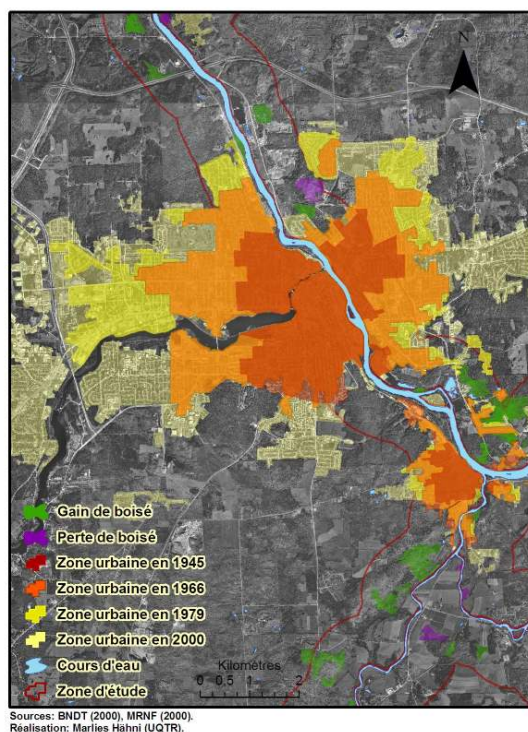 N
Gain de boisé
Perte de boisé
Zone urbaine en 1945
Zone urbaine en 1966
Zone urbaine en 1979
Zone urbaine en 2000
Cours d'eau
Zone d'étude
Kilomètres
0 0.5 1 2
Sources: BNDT (2000), MRNF (2000).
Réalisation: Marlies Hähni (UQTR).